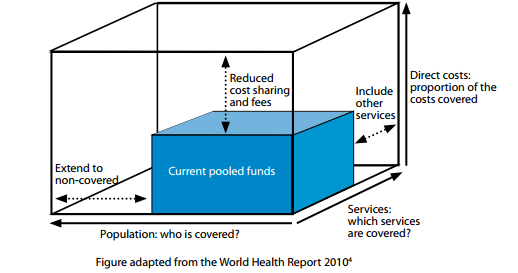 Reduced
cost sharing
and fees
Include
other
services
Direct costs:
proportion of the
costs covered
Extend to
non-covered
Current pooled funds
Services:
which services
are covered?
Population: who is covered?
Figure adapted from the World Health Report 2010⁴